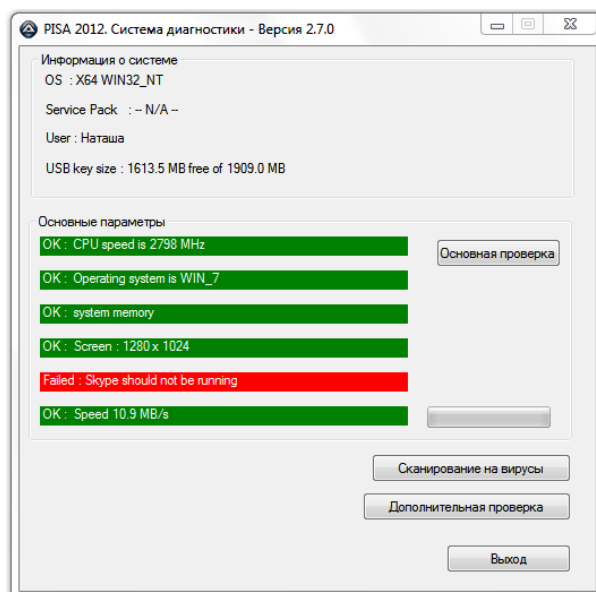 PISA 2012. Система диагностики - Версия 2.7.0
Информация о системе
OS : X64 WIN32_NT
Service Pack : -- N/A --
User : Наташа
USB key size : 1613.5 MB free of 1909.0 MB
Основные параметры
OK : CPU speed is 2798 MHz
Основная проверка
OK : Operating system is WIN_7
OK : system memory
OK : Screen : 1280 x 1024
Failed : Skype should not be running
OK : Speed 10.9 MB/s
Сканирование на вирусы
Дополнительная проверка
Выход